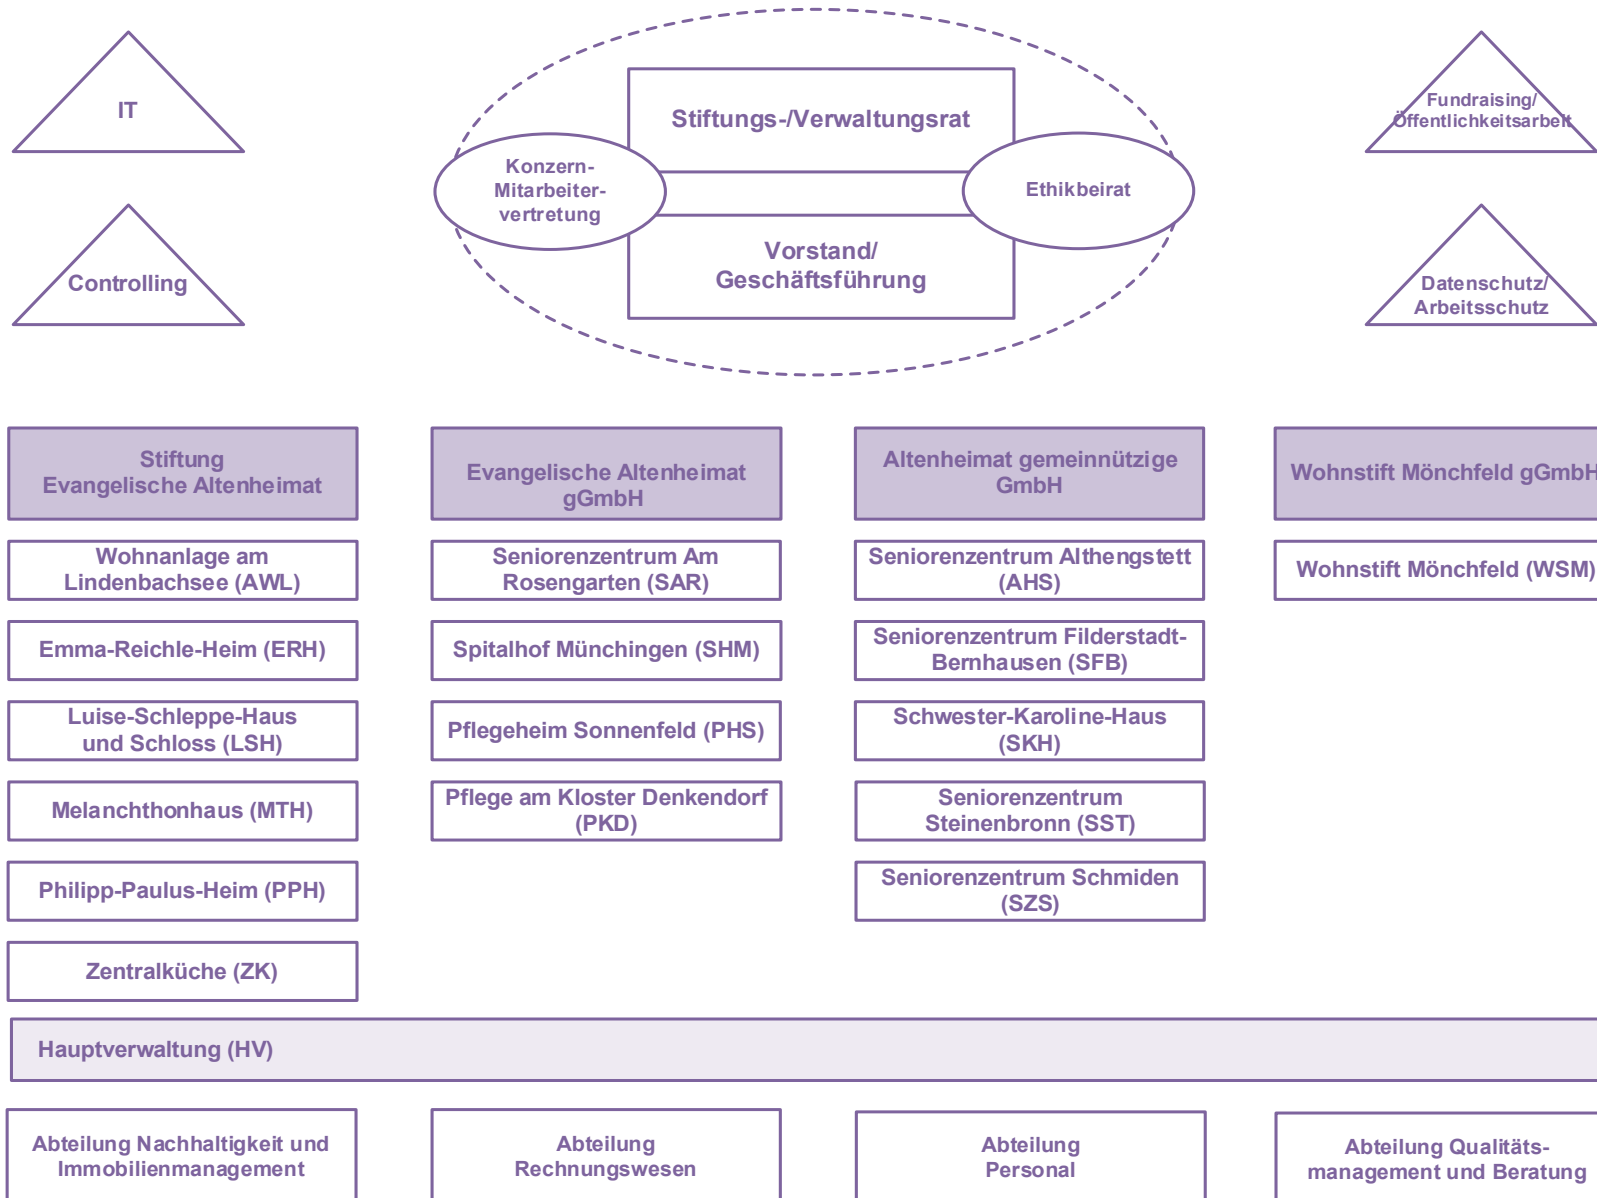 IT
Controlling
Stiftungs-/Verwaltungsrat
Konzern-
Mitarbeiter-
vertretung
Ethikbeirat
Vorstand/
Geschäftsführung
Fundraising/
Öffentlichkeitsarbeit
Datenschutz/
Arbeitsschutz
Stiftung
Evangelische Altenheimat
Wohnanlage am
Lindenbachsee (AWL)
Emma-Reichle-Heim (ERH)
Luise-Schleppe-Haus
und Schloss (LSH)
Melanchthonhaus (MTH)
Philipp-Paulus-Heim (PPH)
Zentralküche (ZK)
Evangelische Altenheimat
gGmbH
Seniorenzentrum Am
Rosengarten (SAR)
Spitalhof Münchingen (SHM)
Pflegeheim Sonnenfeld (PHS)
Pflege am Kloster Denkendorf
(PKD)
Altenheimat gemeinnützige
GmbH
Seniorenzentrum Althengstett
(AHS)
Seniorenzentrum Filderstadt-
Bernhausen (SFB)
Schwester-Karoline-Haus
(SKH)
Seniorenzentrum
Steinenbronn (SST)
Seniorenzentrum Schmiden
(SZS)
Wohnstift Mönchfeld gGmbH
Wohnstift Mönchfeld (WSM)
Hauptverwaltung (HV)
Abteilung Nachhaltigkeit und
Immobilienmanagement
Abteilung
Rechnungswesen
Abteilung
Personal
Abteilung Qualitäts-
management und Beratung